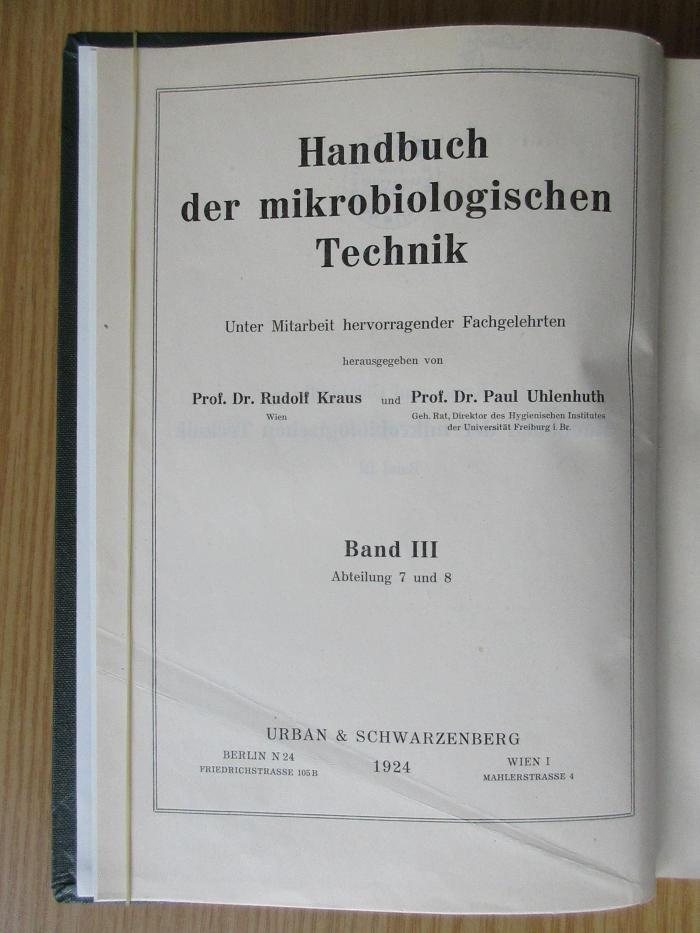 Handbuch
der mikrobiologischen
Technik
Unter Mitarbeit hervorragender Fachgelehrten
herausgegeben von
Prof. Dr. Rudolf Kraus und Prof. Dr. Paul Uhlenhuth
Wien
Geh. Rat, Direktor des Hygienischen Institutes
der Universität Freiburg i. Br.
Band III
Abteilung 7 und 8
URBAN & SCHWARZENBERG
BERLIN N 24
FRIEDRICHSTRASSE 105 B
1924
WIEN I
MAHLERSTRASSE 4